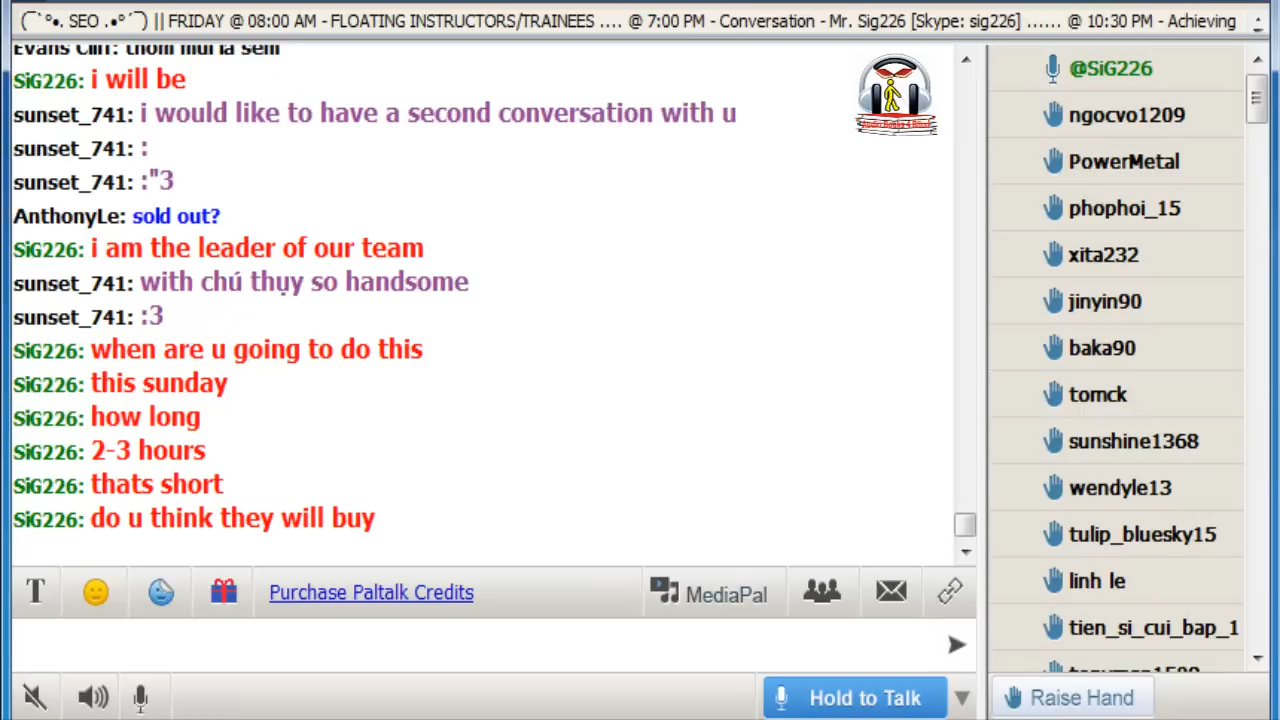 (¯`°•. SEO .•°´¯) || FRIDAY @ 08:00 AM - FLOATING INSTRUCTORS/TRAINEES .... @ 7:00 PM - Conversation - Mr. Sig226 [Skype: sig226] ...... @ 10:30 PM - Achieving
SiG226: i will be
sunset_741: i would like to have a second conversation with u
sunset_741: :
sunset_741: :"3
AnthonyLe: sold out?
SiG226: i am the leader of our team
sunset_741: with chú thụy so handsome
sunset_741: :3
SiG226: when are u going to do this
SiG226: this sunday
SiG226: how long
SiG226: 2-3 hours
SiG226: thats short
SiG226: do u think they will buy
@SiG226
ngocvo1209
PowerMetal
phophoi_15
xita232
jinyin90
baka90
tomck
sunshine1368
wendyle13
tulip_bluesky15
linh le
tien_si_cui_bap_1
T
Purchase Paltalk Credits
MediaPal
Hold to Talk
Raise Hand